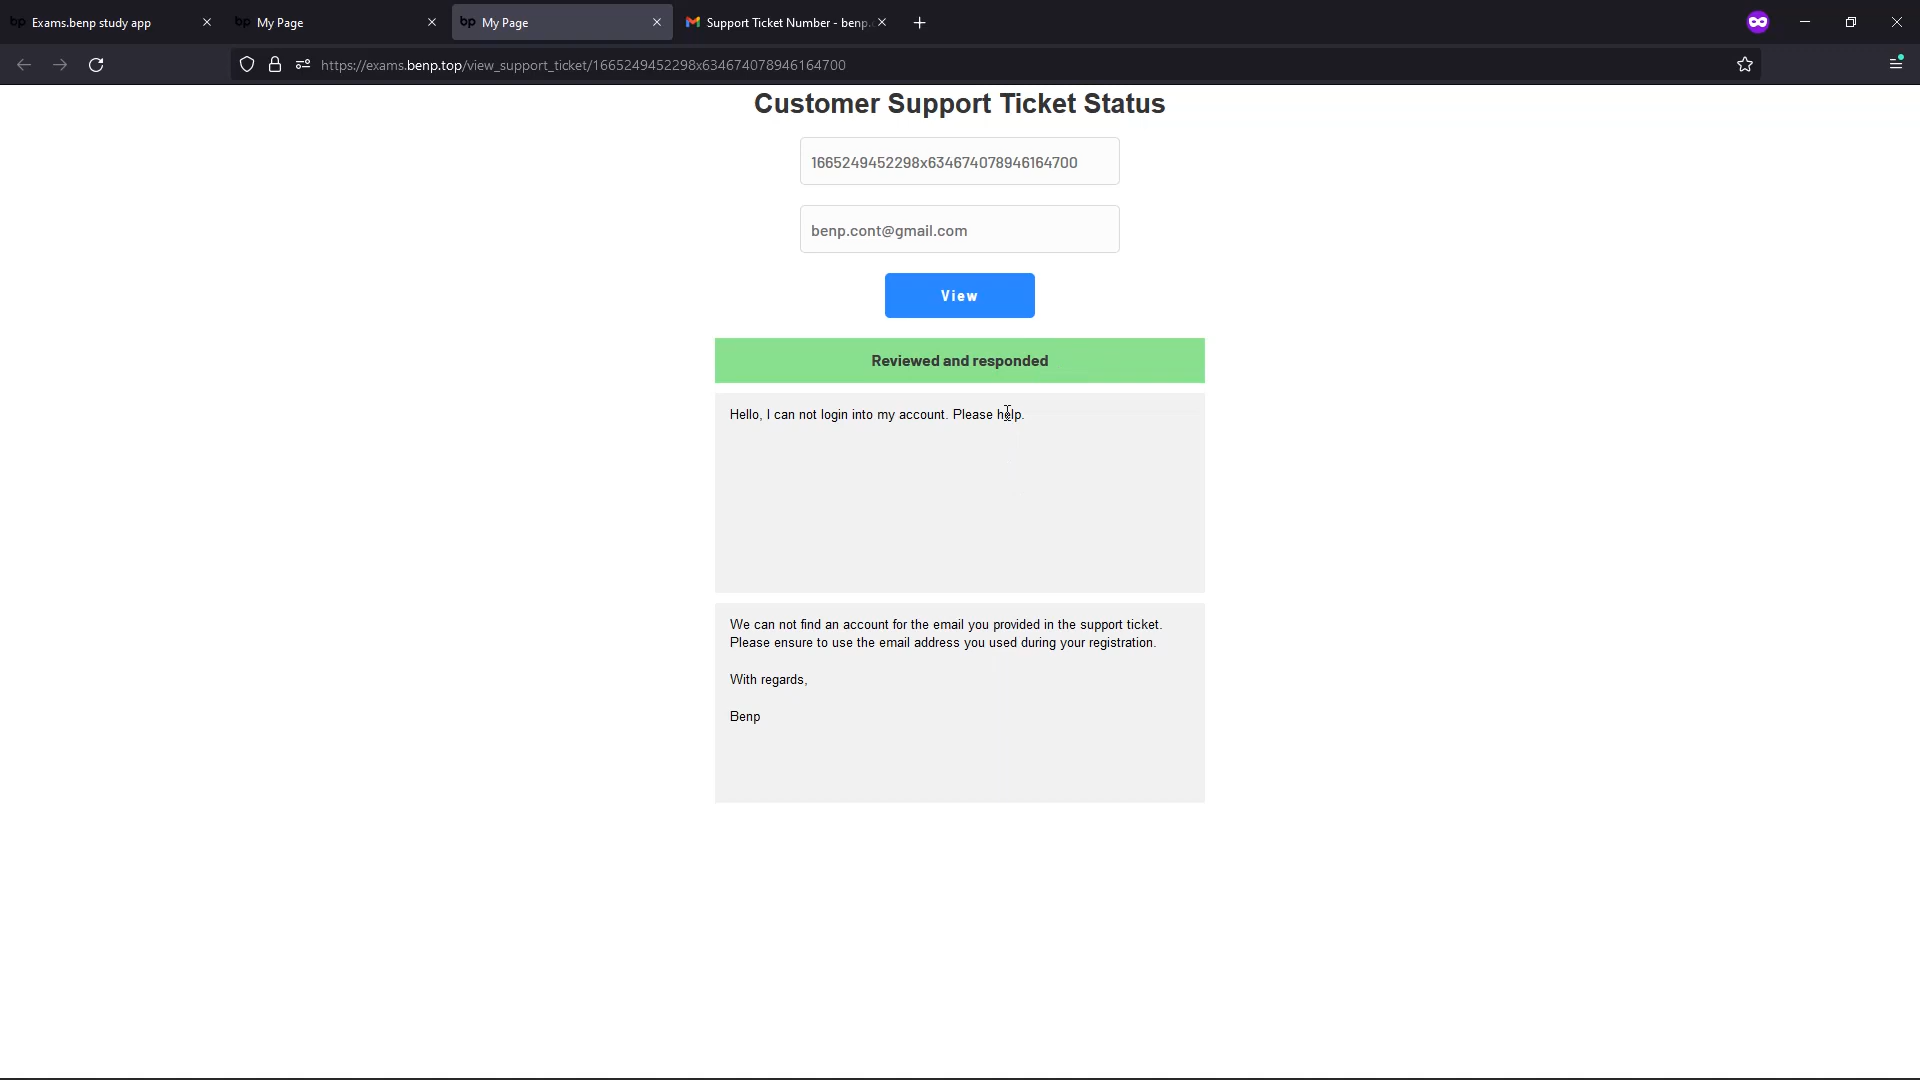 bp Exams.benp study app
bp My Page
bp My Page
Support Ticket Number - benp.c
https://exams.benp.top/view_support_ticket/1665249452298x634674078946164700
Customer Support Ticket Status
1665249452298x634674078946164700
benp.cont@gmail.com
View
Reviewed and responded
Hello, I can not login into my account. Please help.
We can not find an account for the email you provided in the support ticket.
Please ensure to use the email address you used during your registration.
With regards,
Benp